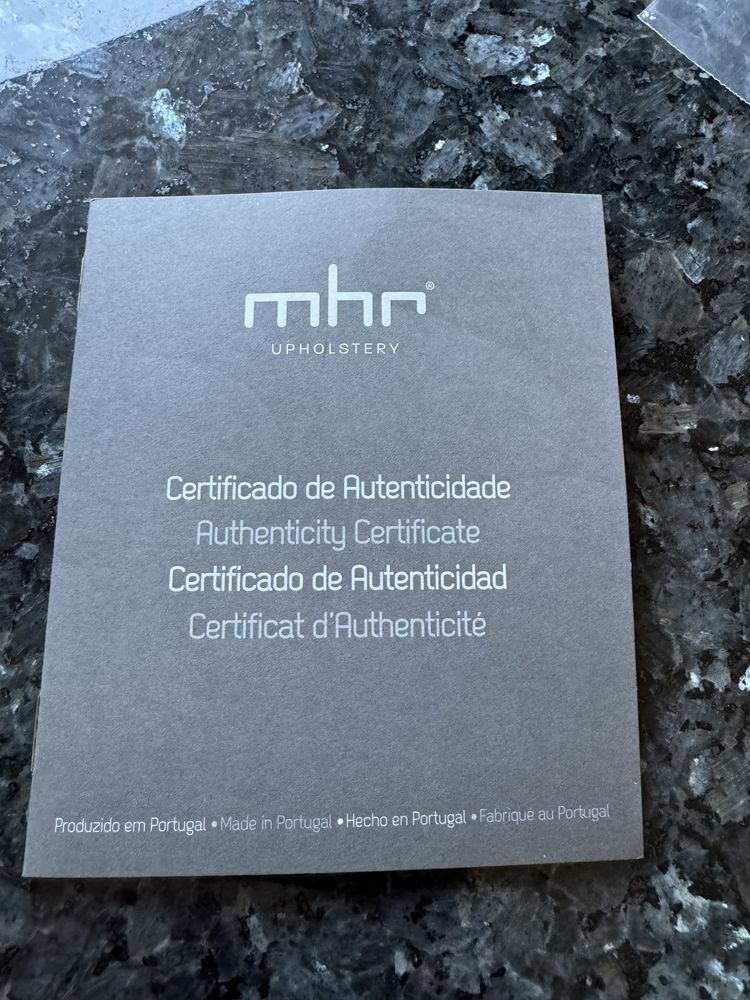 mhr®
UPHOLSTERY
Certificado de Autenticidade
Authenticity Certificate
Certificado de Autenticidad
Certificat d'Authenticité
Produzido em Portugal • Made in Portugal • Hecho en Portugal • Fabriqué au Portugal